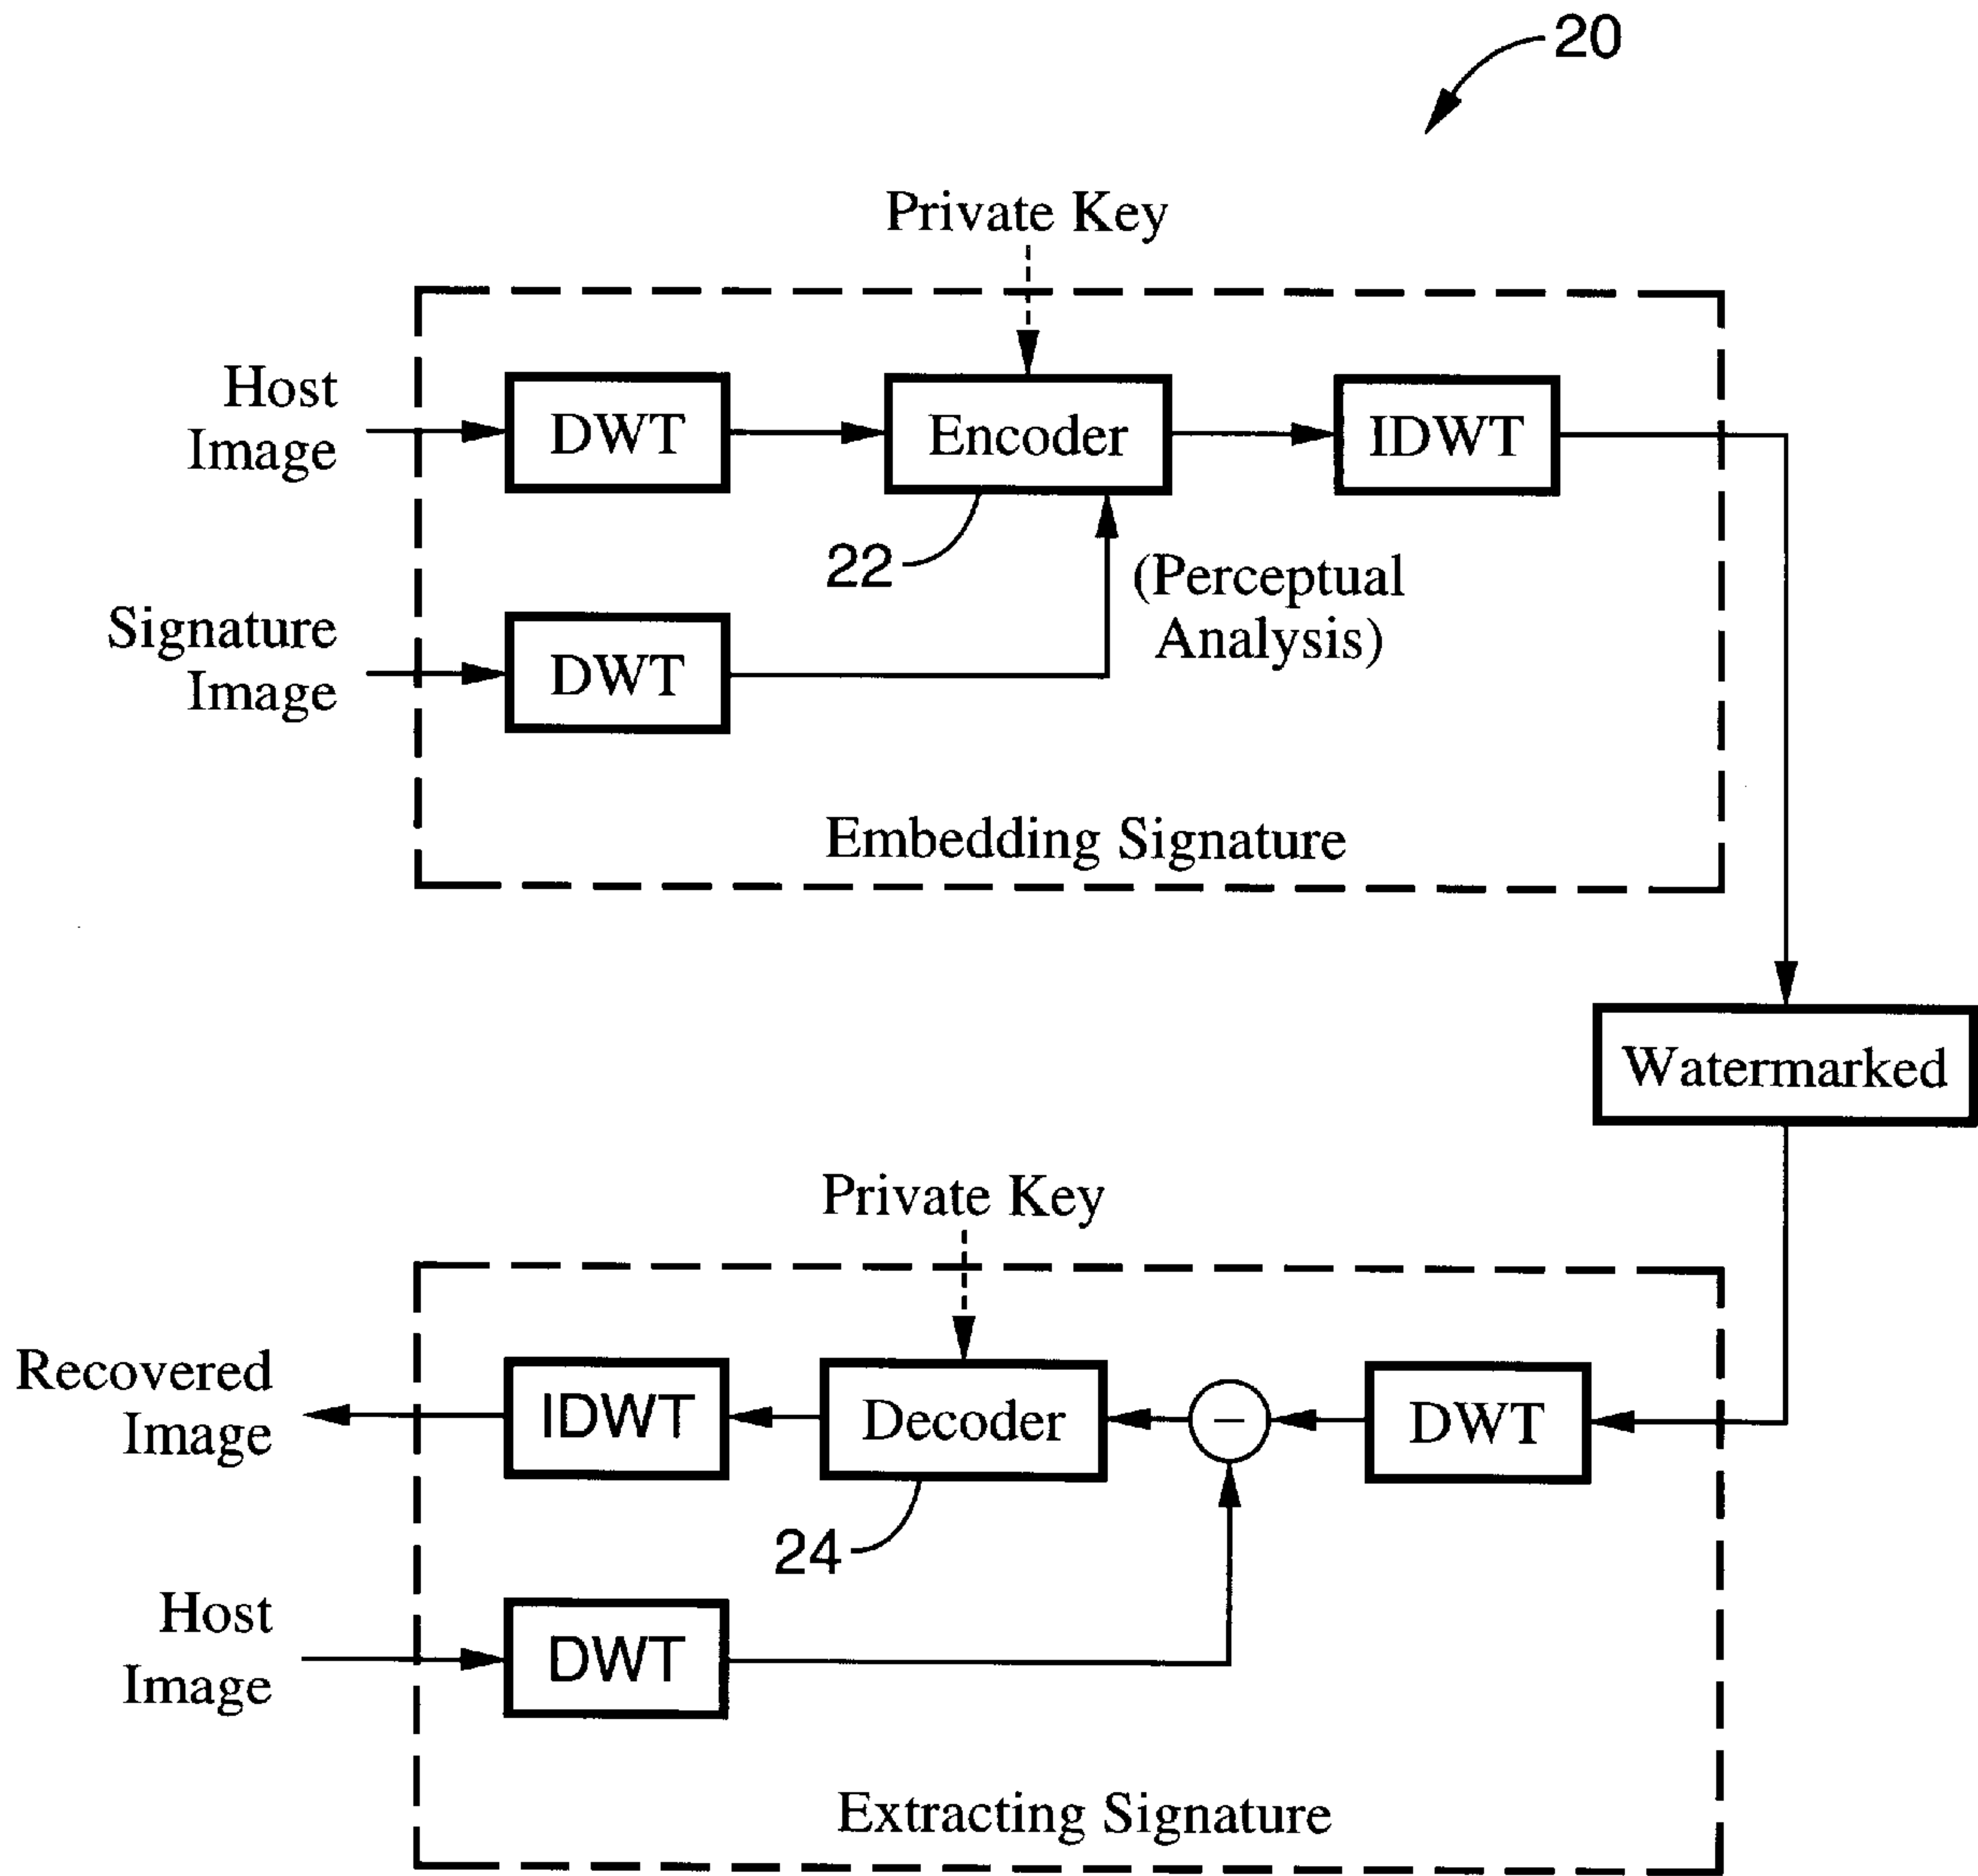 20
Private Key
Host
Image
DWT
Encoder
IDWT
22
(Perceptual
Analysis)
Signature
Image
DWT
Embedding Signature
Watermarked
Private Key
Recovered
Image
IDWT
Decoder
–
DWT
24
Host
Image
DWT
Extracting Signature